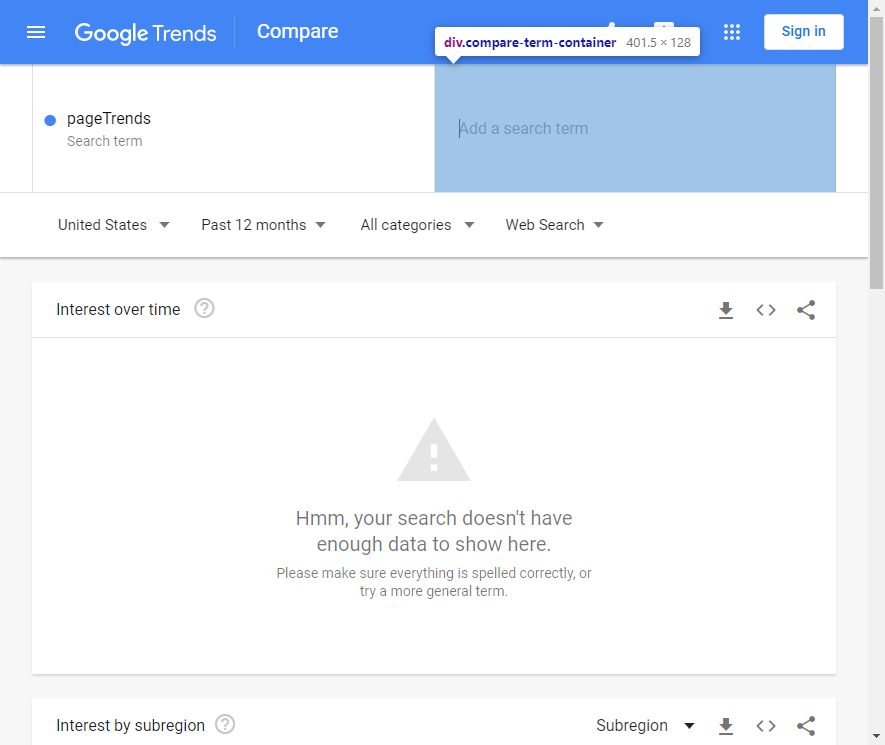 Google Trends
Compare
div.compare-term-container 401.5 × 128
Sign in
pageTrends
Search term
Add a search term
United States
Past 12 months
All categories
Web Search
Interest over time
Hmm, your search doesn't have
enough data to show here.
Please make sure everything is spelled correctly, or
try a more general term.
Interest by subregion
Subregion